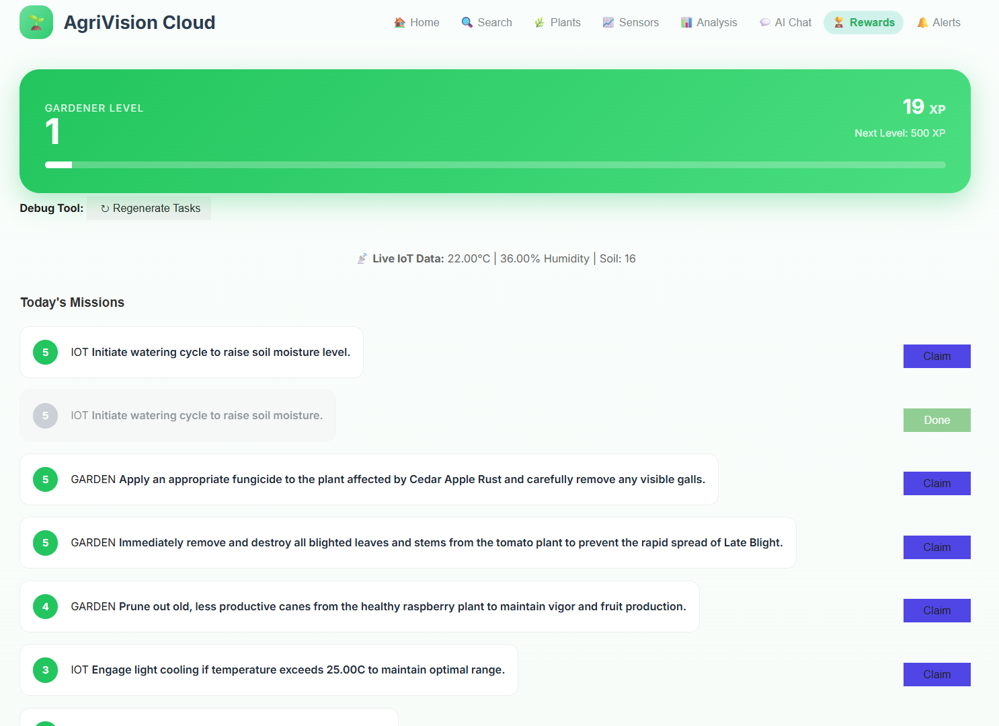 AgriVision Cloud
Home Search Plants Sensors Analysis AI Chat Rewards Alerts
GARDENER LEVEL
1
19 XP
Next Level: 500 XP
Debug Tool: ↻ Regenerate Tasks
Live IoT Data: 22.00°C | 36.00% Humidity | Soil: 16
Today's Missions
5 IOT Initiate watering cycle to raise soil moisture level. Claim
5 IOT Initiate watering cycle to raise soil moisture. Done
5 GARDEN Apply an appropriate fungicide to the plant affected by Cedar Apple Rust and carefully remove any visible galls. Claim
5 GARDEN Immediately remove and destroy all blighted leaves and stems from the tomato plant to prevent the rapid spread of Late Blight. Claim
4 GARDEN Prune out old, less productive canes from the healthy raspberry plant to maintain vigor and fruit production. Claim
3 IOT Engage light cooling if temperature exceeds 25.00C to maintain optimal range. Claim